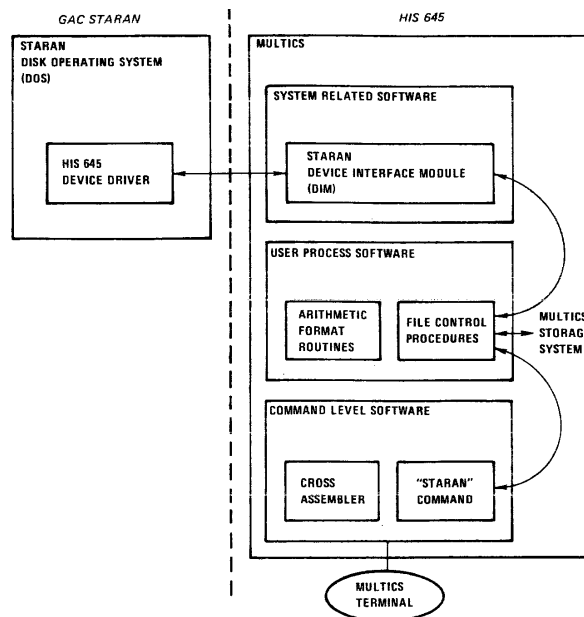 GAC STARAN
HIS 645
STARAN
DISK OPERATING SYSTEM
(DOS)
HIS 645
DEVICE DRIVER
MULTICS
SYSTEM RELATED SOFTWARE
STARAN
DEVICE INTERFACE MODULE
(DIM)
USER PROCESS SOFTWARE
ARITHMETIC
FORMAT
ROUTINES
FILE CONTROL
PROCEDURES
MULTICS
STORAGE
SYSTEM
COMMAND LEVEL SOFTWARE
CROSS
ASSEMBLER
"STARAN"
COMMAND
MULTICS
TERMINAL